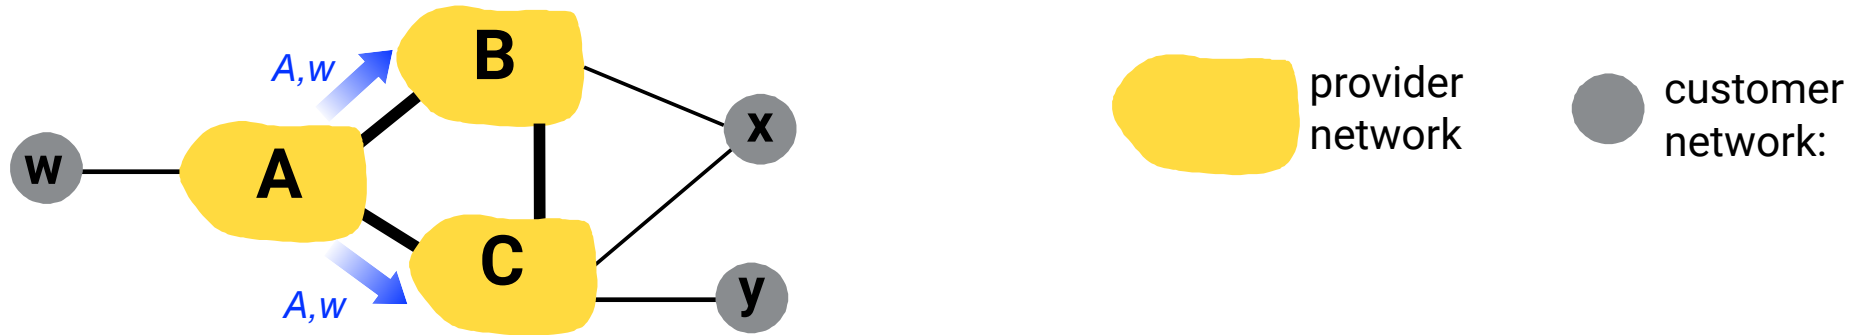 B
A,w
x
w
A
C
y
A,w
provider
network
customer
network: